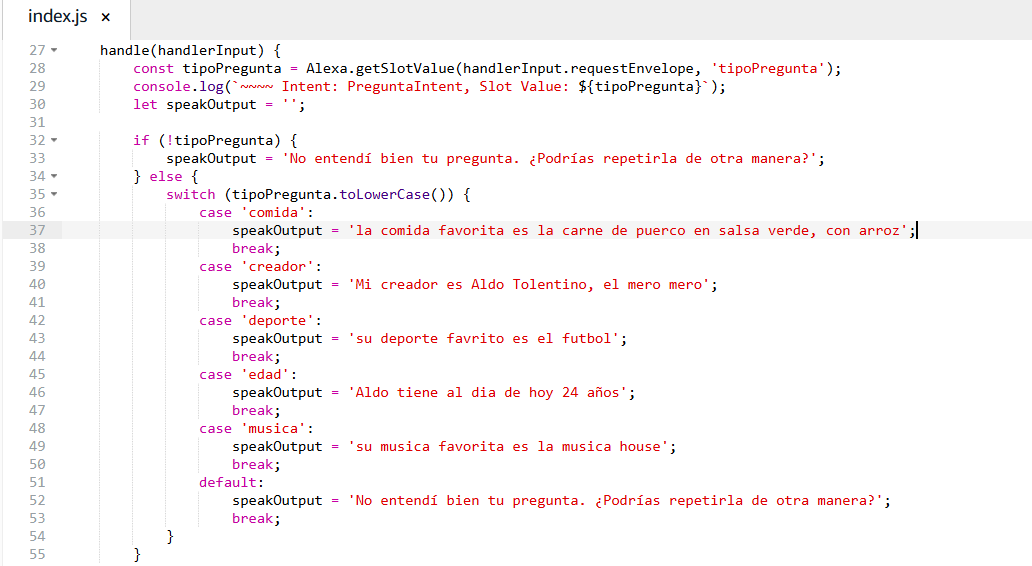 index.js ×
27 handle(handlerInput) {
28 const tipoPregunta = Alexa.getSlotValue(handlerInput.requestEnvelope, 'tipoPregunta');
29 console.log(`~~~~ Intent: PreguntaIntent, Slot Value: ${tipoPregunta}`);
30 let speakOutput = '';
31
32 if (!tipoPregunta) {
33 speakOutput = 'No entendí bien tu pregunta. ¿Podrías repetirla de otra manera?';
34 } else {
35 switch (tipoPregunta.toLowerCase()) {
36 case 'comida':
37 speakOutput = 'la comida favorita es la carne de puerco en salsa verde, con arroz';
38 break;
39 case 'creador':
40 speakOutput = 'Mi creador es Aldo Tolentino, el mero mero';
41 break;
42 case 'deporte':
43 speakOutput = 'su deporte favrito es el futbol';
44 break;
45 case 'edad':
46 speakOutput = 'Aldo tiene al dia de hoy 24 años';
47 break;
48 case 'musica':
49 speakOutput = 'su musica favorita es la musica house';
50 break;
51 default:
52 speakOutput = 'No entendí bien tu pregunta. ¿Podrías repetirla de otra manera?';
53 break;
54 }
55 }